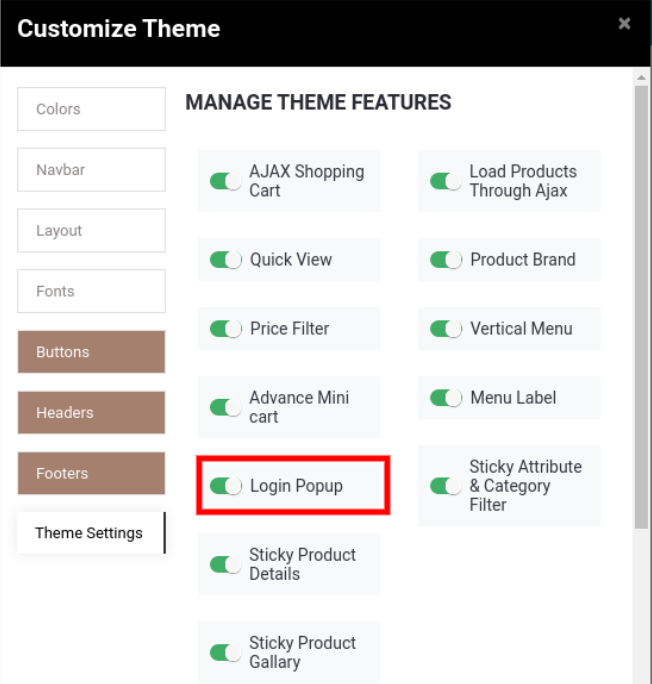 Customize Theme
×
Colors
Navbar
Layout
Fonts
Buttons
Headers
Footers
Theme Settings
MANAGE THEME FEATURES
AJAX Shopping
Cart
Load Products
Through Ajax
Quick View
Product Brand
Price Filter
Vertical Menu
Advance Mini
cart
Menu Label
Login Popup
Sticky Attribute
& Category
Filter
Sticky Product
Details
Sticky Product
Gallary